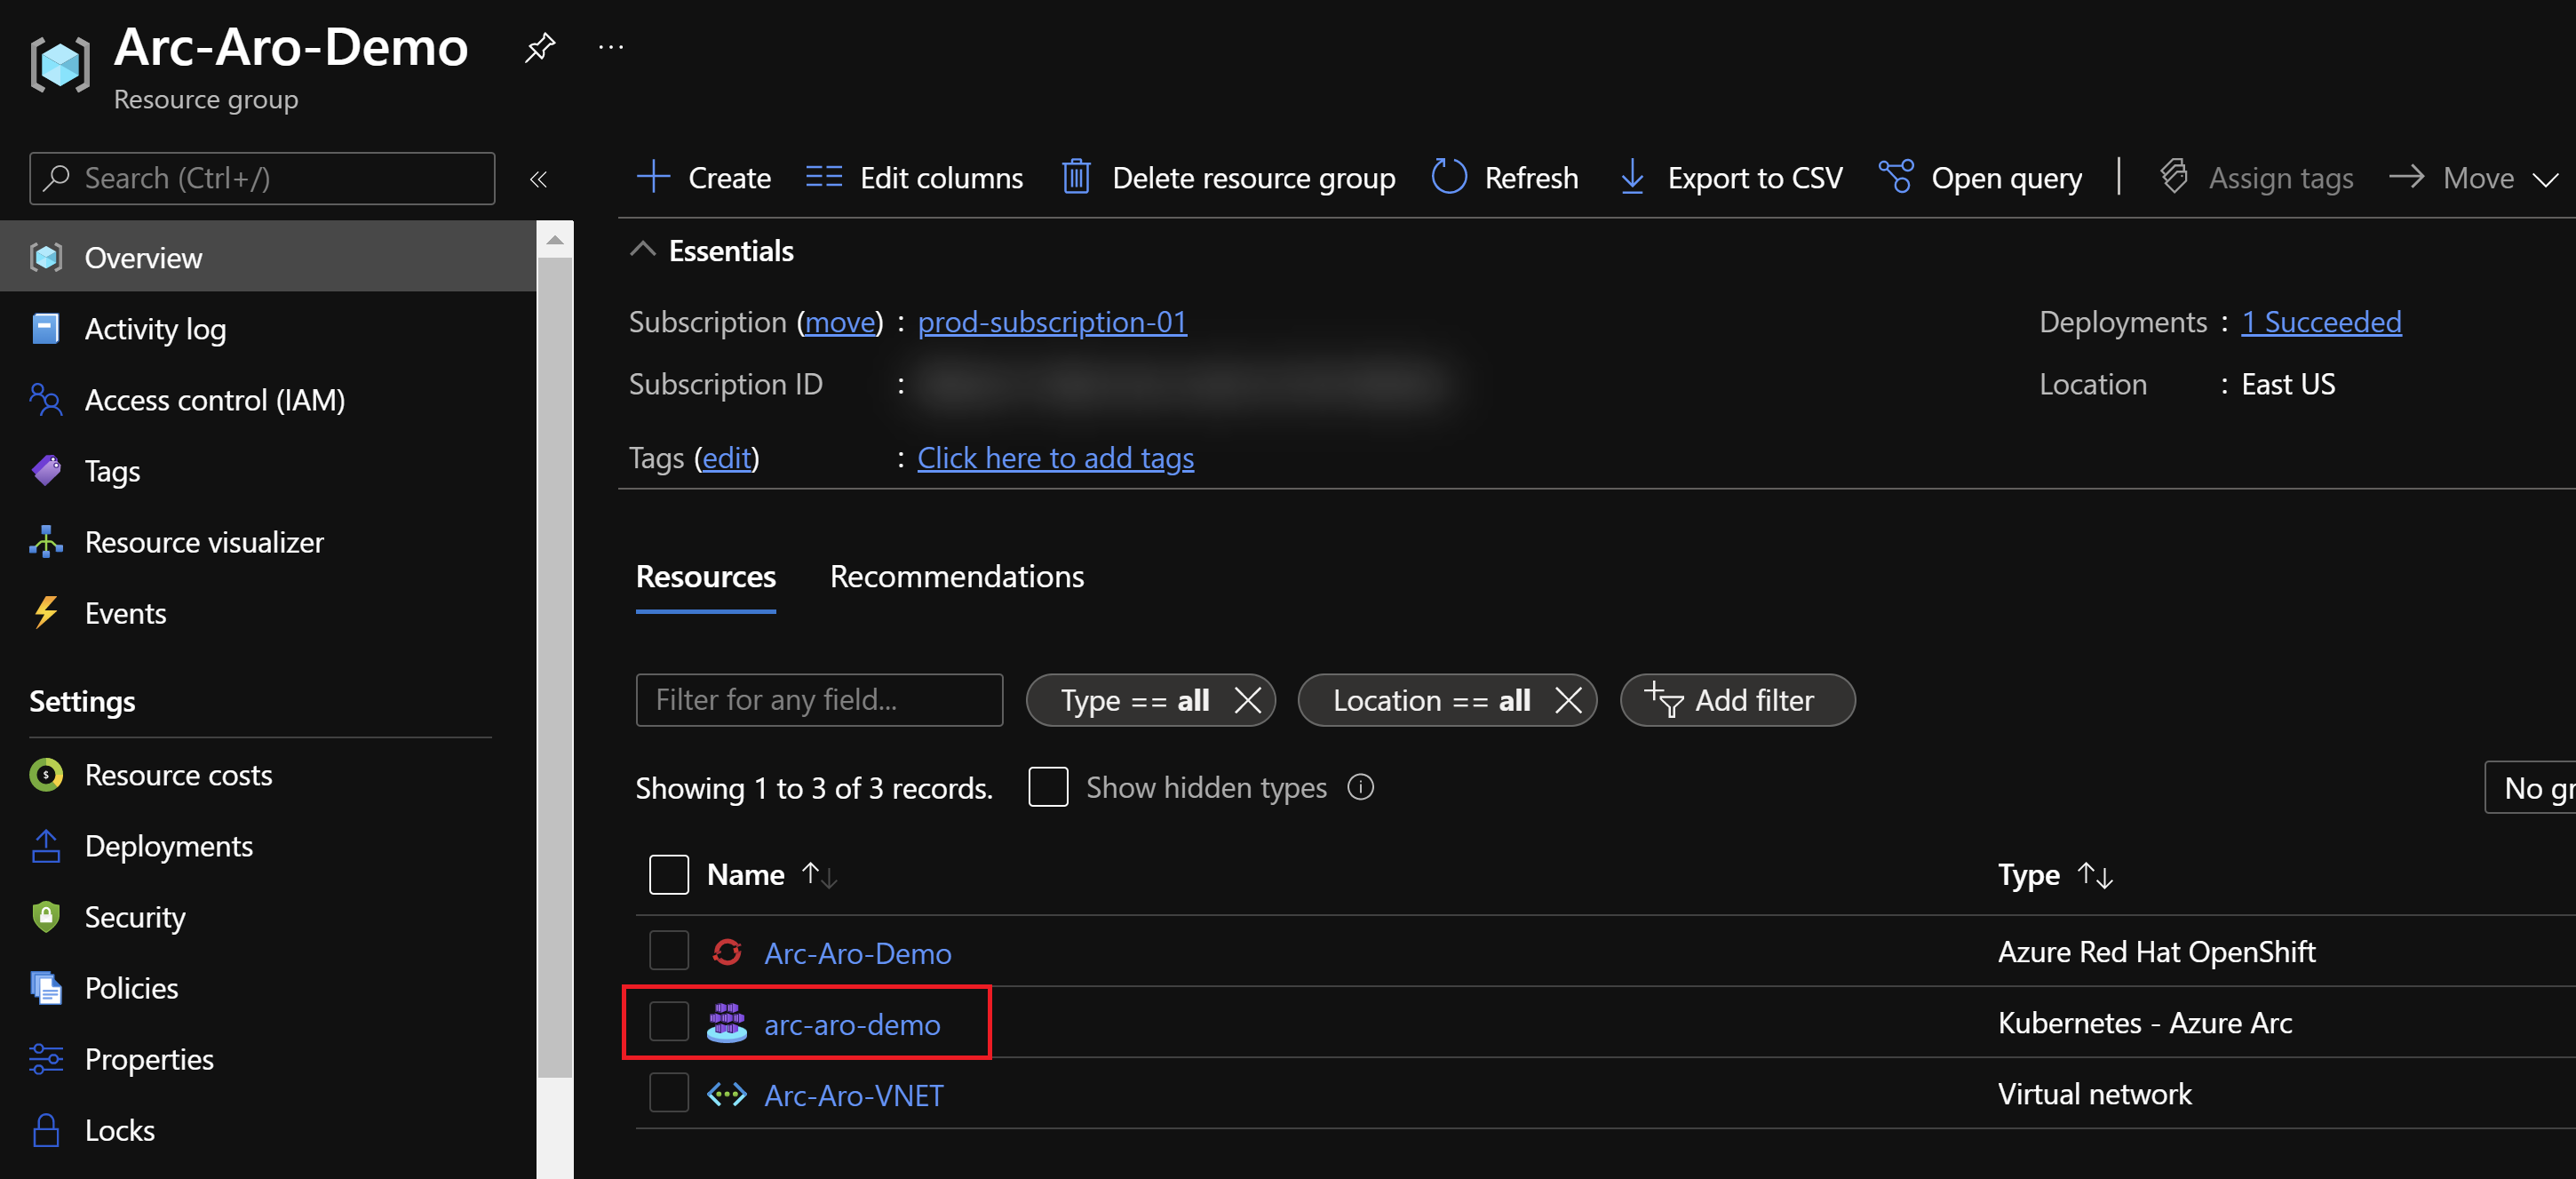 Arc-Aro-Demo
Resource group
Search (Ctrl+/)
«
Create
Edit columns
Delete resource group
Refresh
Export to CSV
Open query
Assign tags
Move
Overview
Activity log
Access control (IAM)
Tags
Resource visualizer
Events
Settings
Resource costs
Deployments
Security
Policies
Properties
Locks
Essentials
Subscription (move) : prod-subscription-01
Deployments : 1 Succeeded
Subscription ID :
Location : East US
Tags (edit) : Click here to add tags
Resources
Recommendations
Filter for any field...
Type == all
Location == all
Add filter
Showing 1 to 3 of 3 records.
Show hidden types
No gr
Name
Type
Arc-Aro-Demo
Azure Red Hat OpenShift
arc-aro-demo
Kubernetes - Azure Arc
Arc-Aro-VNET
Virtual network